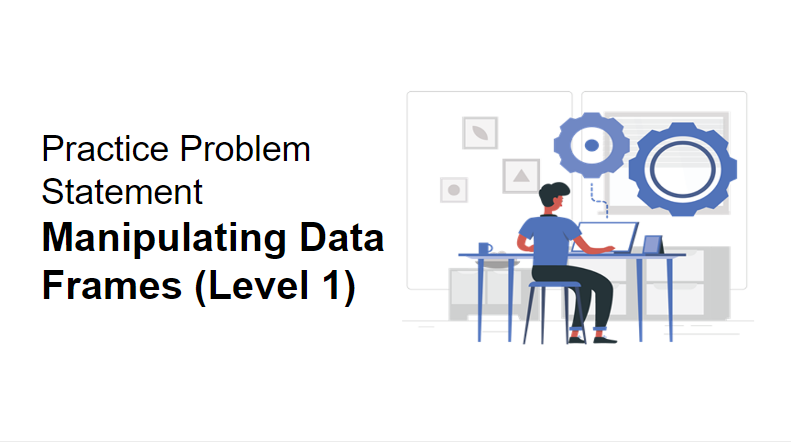 Practice Problem
Statement
Manipulating Data
Frames (Level 1)